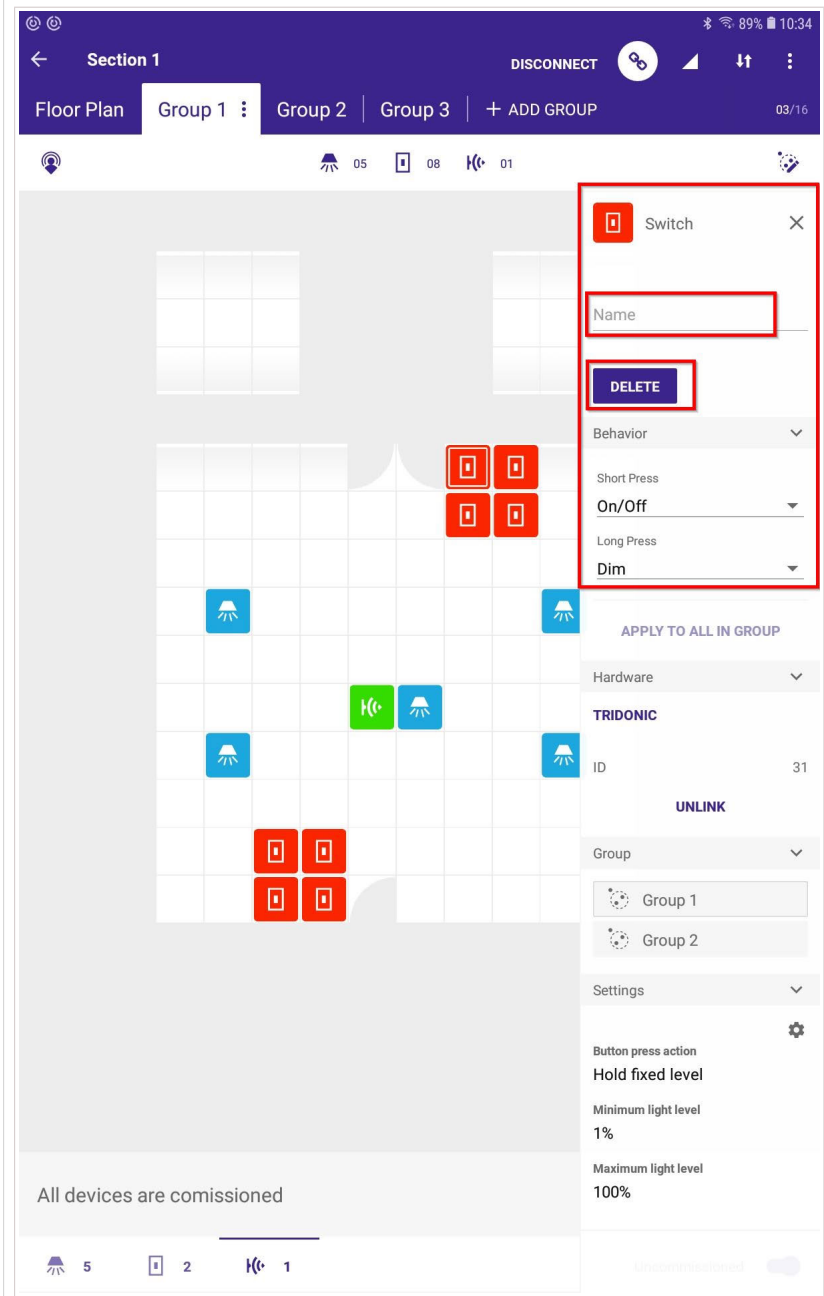 89% 10:34
Section 1 DISCONNECT
Floor Plan Group 1 Group 2 Group 3 + ADD GROUP 03/16
05 08 01
Switch
Name
DELETE
Behavior
Short Press
On/Off
Long Press
Dim
APPLY TO ALL IN GROUP
Hardware
TRIDONIC
ID 31
UNLINK
Group
Group 1
Group 2
Settings
Button press action
Hold fixed level
Minimum light level
1%
Maximum light level
100%
All devices are comissioned
5 2 1